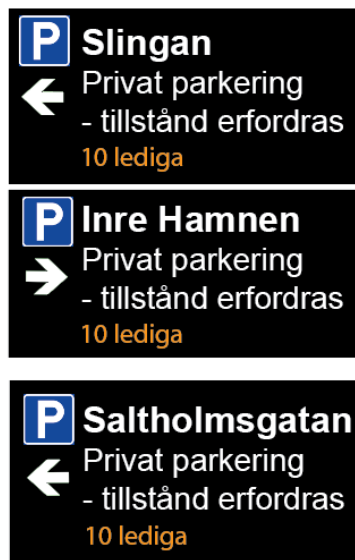 P Slingan
Privat parkering
- tillstånd erfordras
10 lediga
P Inre Hamnen
Privat parkering
- tillstånd erfordras
10 lediga
P Saltholmsgatan
Privat parkering
- tillstånd erfordras
10 lediga